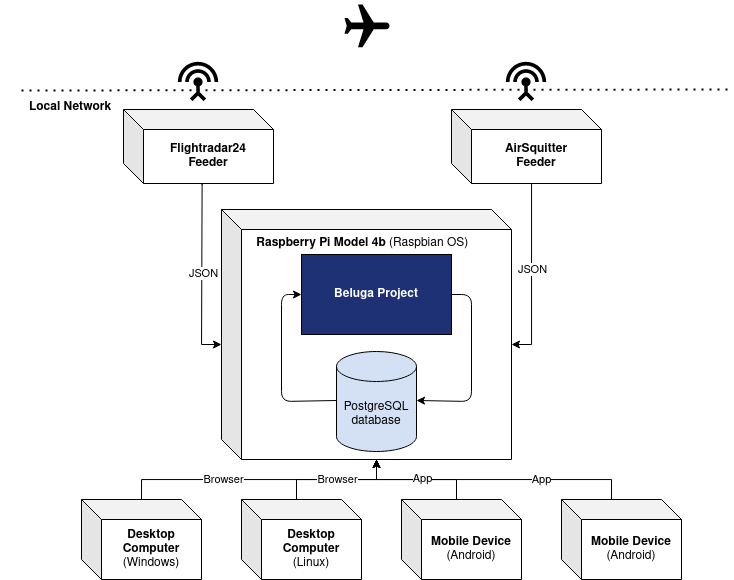 Local Network
Flightradar24
Feeder
AirSquitter
Feeder
Raspberry Pi Model 4b (Raspbian OS)
JSON
JSON
Beluga Project
PostgreSQL
database
Browser
Browser
App
App
Desktop
Computer
(Windows)
Desktop
Computer
(Linux)
Mobile Device
(Android)
Mobile Device
(Android)